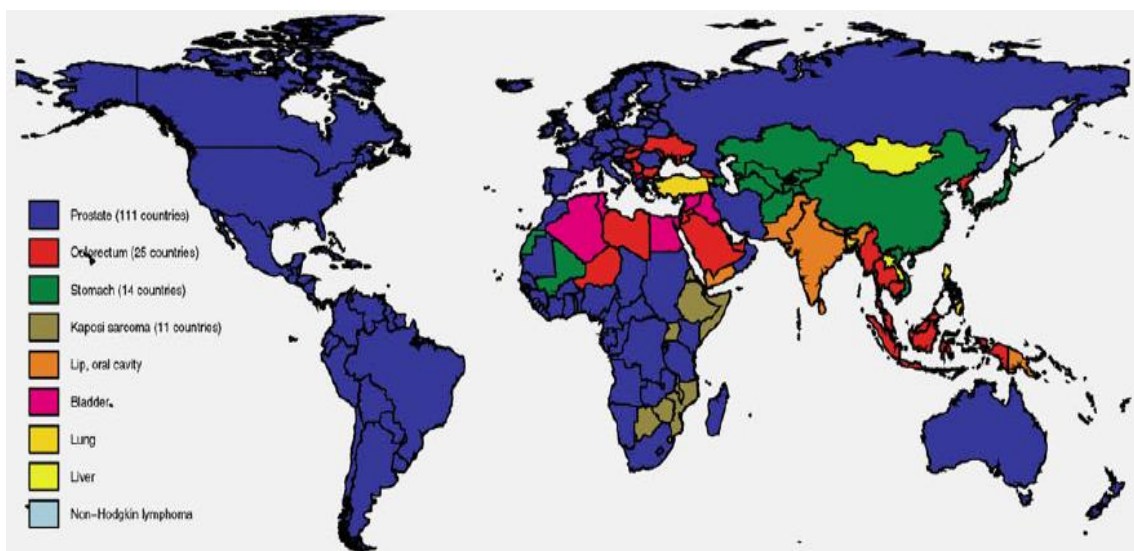 Prostate (111 countries)
Colorectum (25 countries)
Stomach (14 countries)
Kaposi sarcoma (11 countries)
Lip, oral cavity
Bladder
Lung
Liver
Non-Hodgkin lymphoma